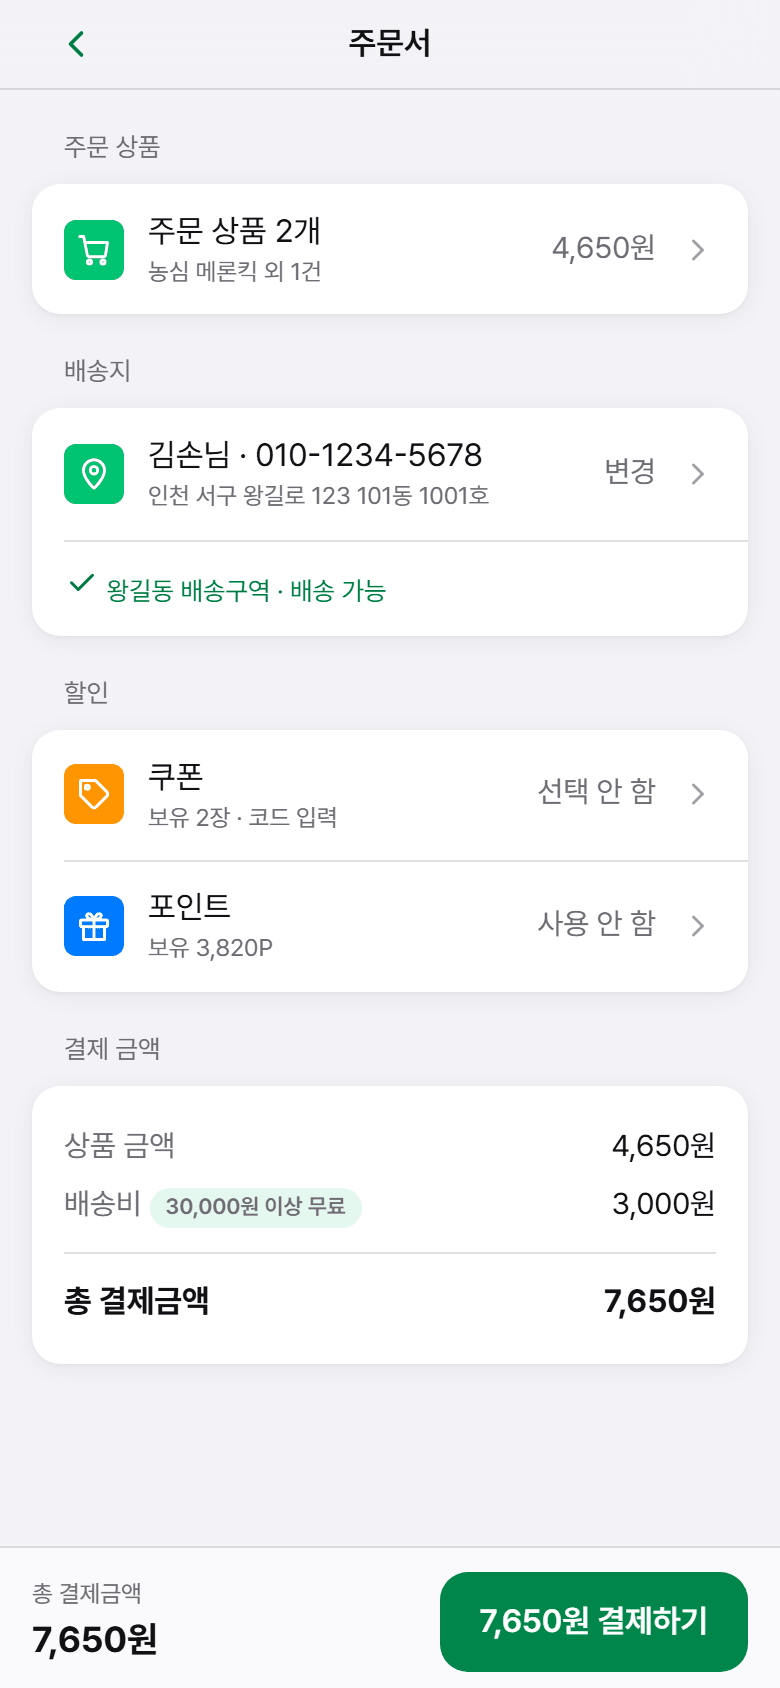 주문서
주문 상품
주문 상품 2개
농심 메론킥 외 1건
4,650원
배송지
김손님 · 010-1234-5678
인천 서구 왕길로 123 101동 1001호
변경
왕길동 배송구역 · 배송 가능
할인
쿠폰
보유 2장 · 코드 입력
선택 안 함
포인트
보유 3,820P
사용 안 함
결제 금액
상품 금액 4,650원
배송비 30,000원 이상 무료 3,000원
총 결제금액 7,650원
총 결제금액
7,650원
7,650원 결제하기